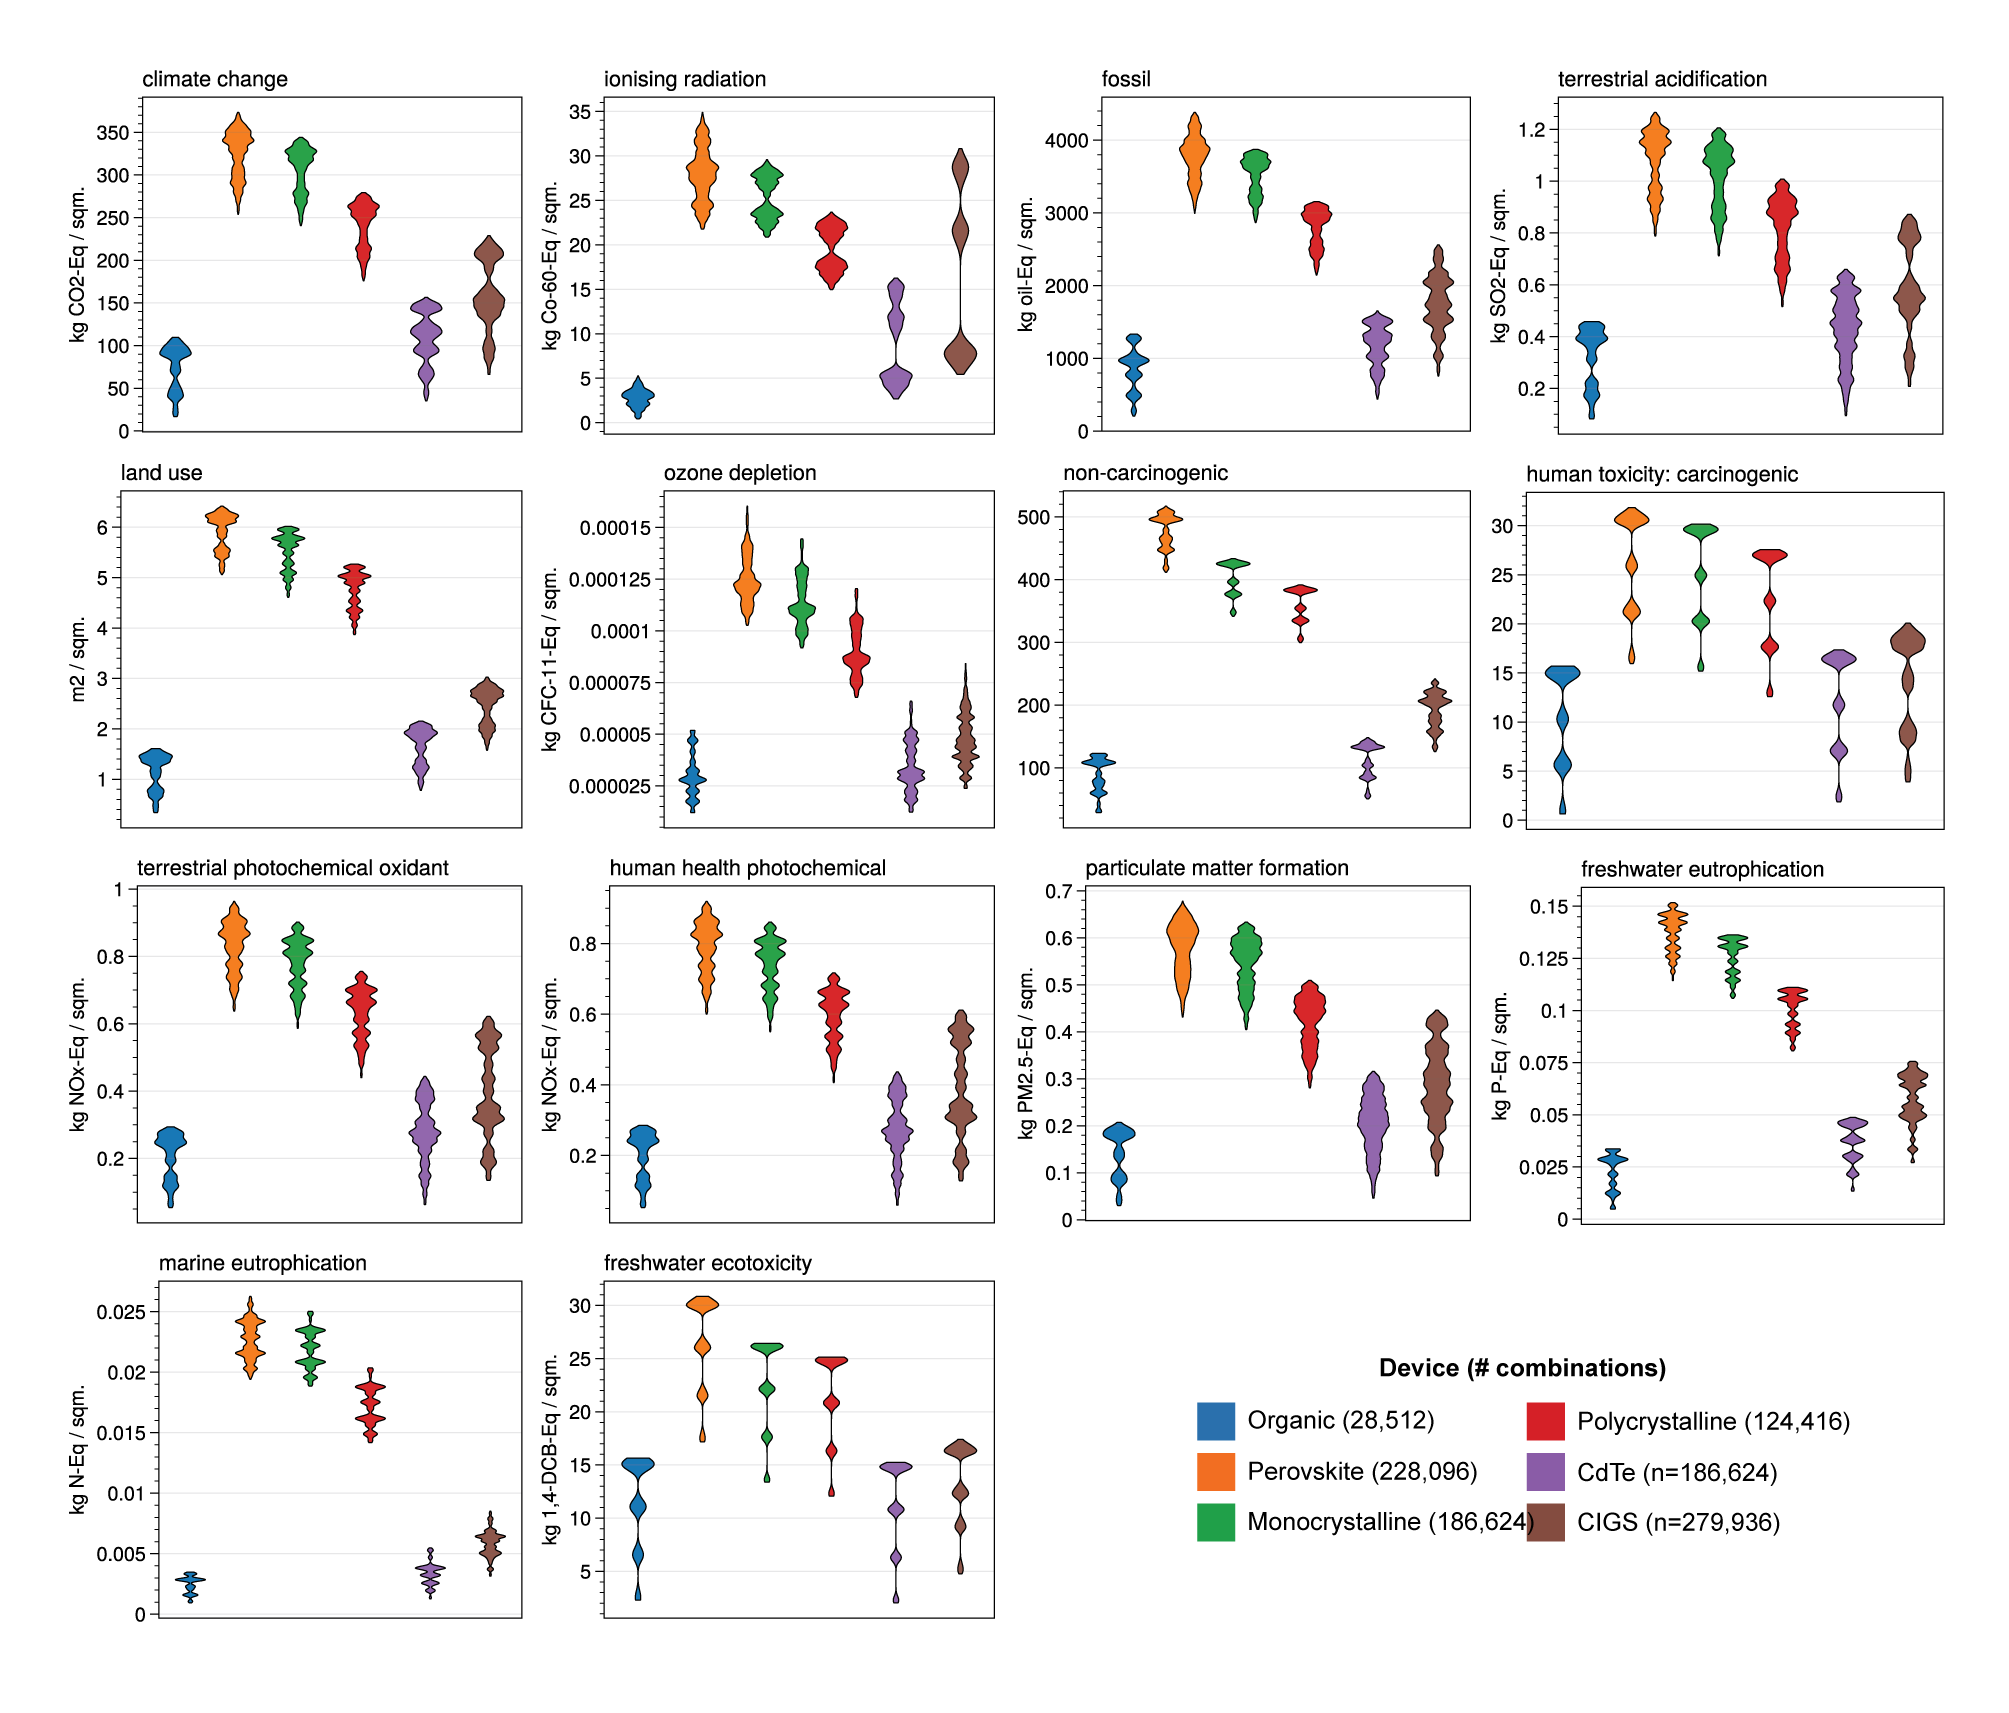 climate change
kg CO2-Eq / sqm.
350
300
250
200
150
100
50
0
ionising radiation
kg Co-60-Eq / sqm.
35
30
25
20
15
10
5
0
fossil
kg oil-Eq / sqm.
4000
3000
2000
1000
0
terrestrial acidification
kg SO2-Eq / sqm.
1.2
1
0.8
0.6
0.4
0.2
land use
m2 / sqm.
6
5
4
3
2
1
ozone depletion
kg CFC-11-Eq / sqm.
0.00015
0.000125
0.0001
0.000075
0.00005
0.000025
non-carcinogenic
500
400
300
200
100
human toxicity: carcinogenic
30
25
20
15
10
5
0
terrestrial photochemical oxidant
kg NOx-Eq / sqm.
1
0.8
0.6
0.4
0.2
human health photochemical
kg NOx-Eq / sqm.
0.8
0.6
0.4
0.2
particulate matter formation
kg PM2.5-Eq / sqm.
0.7
0.6
0.5
0.4
0.3
0.2
0.1
0
freshwater eutrophication
kg P-Eq / sqm.
0.15
0.125
0.1
0.075
0.05
0.025
0
marine eutrophication
kg N-Eq / sqm.
0.025
0.02
0.015
0.01
0.005
0
freshwater ecotoxicity
kg 1,4-DCB-Eq / sqm.
30
25
20
15
10
5
Device (# combinations)
Organic (28,512)
Polycrystalline (124,416)
Perovskite (228,096)
CdTe (n=186,624)
Monocrystalline (186,624)
CIGS (n=279,936)